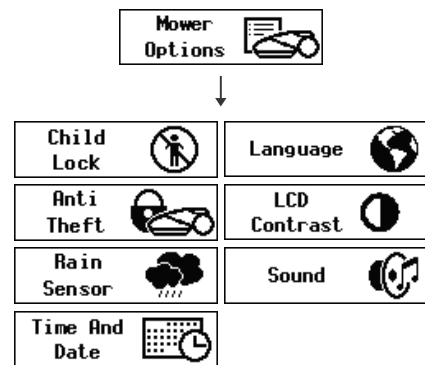 Mower
Options
Child
Lock
Language
Anti
Theft
LCD
Contrast
Rain
Sensor
Sound
Time And
Date